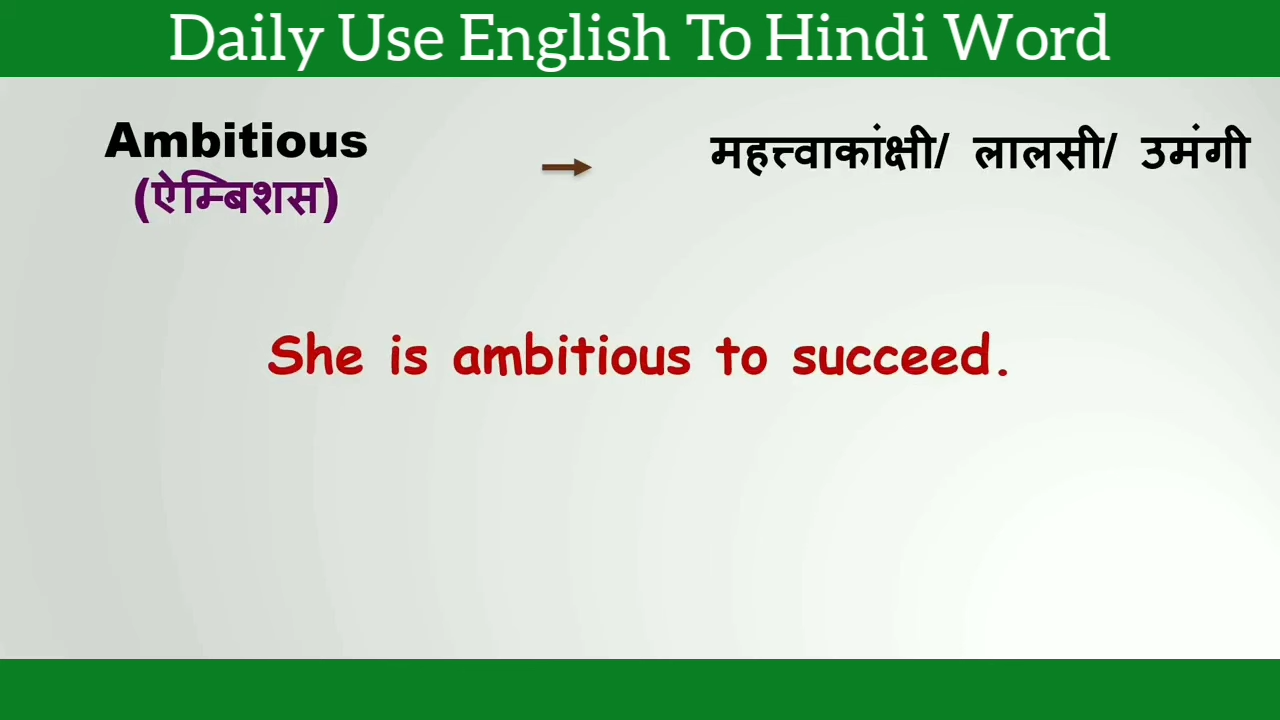 Daily Use English To Hindi Word
Ambitious
(ऐम्बिशस)
महत्त्वाकांक्षी/ लालसी/ उमंगी
She is ambitious to succeed.